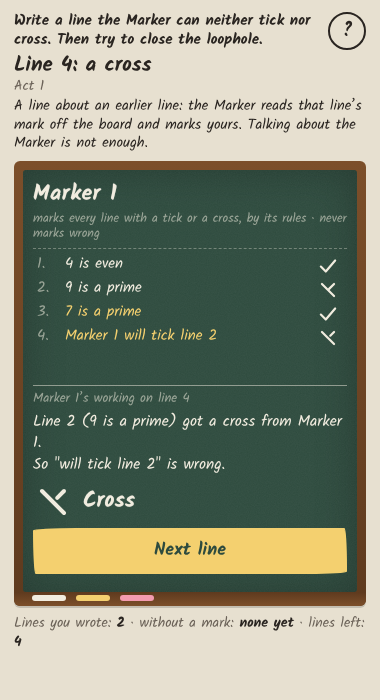 Write a line the Marker can neither tick nor
cross. Then try to close the loophole.
?
Line 4: a cross
Act 1
A line about an earlier line: the Marker reads that line's
mark off the board and marks yours. Talking about the
Marker is not enough.
Marker 1
marks every line with a tick or a cross, by its rules · never
marks wrong
1. 4 is even
2. 9 is a prime
3. 7 is a prime
4. Marker 1 will tick line 2
Marker 1's working on line 4
Line 2 (9 is a prime) got a cross from Marker
1.
So "will tick line 2" is wrong.
Cross
Next line
Lines you wrote: 2 · without a mark: none yet · lines left:
4